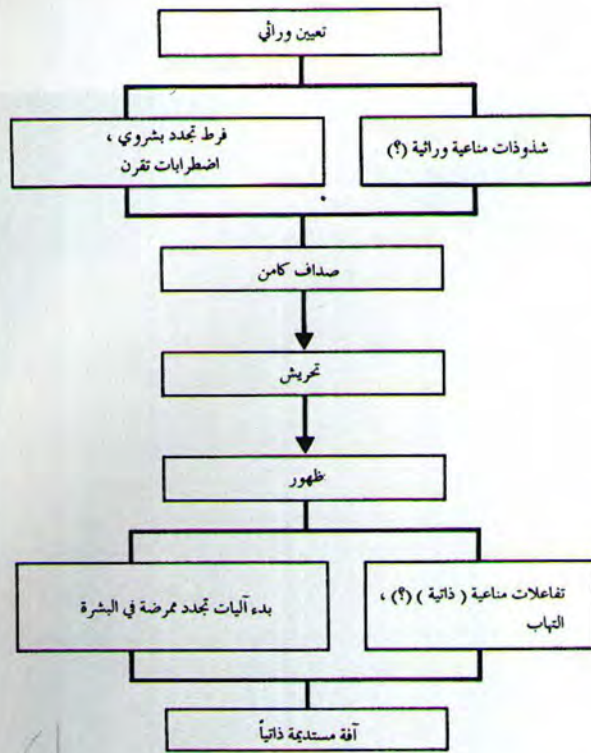 تعيين وراثي
شذوذات مناعية وراثية (؟)
فرط تجدد بشروي ،
اضطرابات تقرن
صداف كامن
تحريش
ظهور
تفاعلات مناعية ( ذاتية ) (؟) ،
التهاب
بدء آليات تجدد ممرضة في البشرة
آفة مستديمة ذاتياً